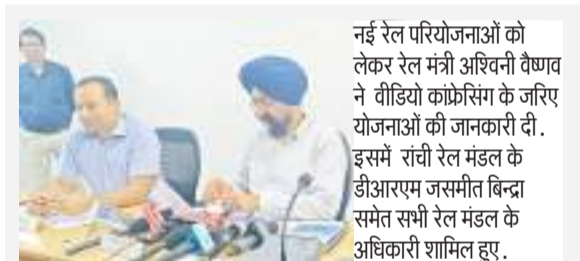 नई रेल परियोजनाओं को
लेकर रेल मंत्री अश्विनी वैष्णव
ने वीडियो कांफ्रेसिंग के जरिए
योजनाओं की जानकारी दी.
इसमें रांची रेल मंडल के
डीआरएम जसमीत बिन्द्रा
समेत सभी रेल मंडल के
अधिकारी शामिल हुए.